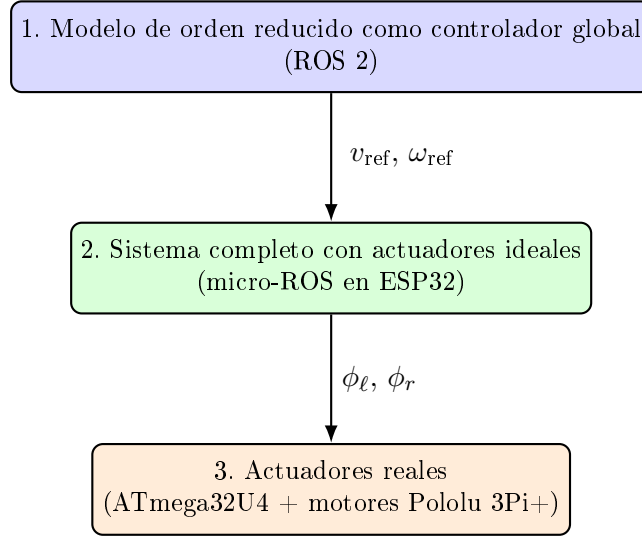 1. Modelo de orden reducido como controlador global
(ROS 2)
v_ref, ω_ref
2. Sistema completo con actuadores ideales
(micro-ROS en ESP32)
ϕ_ℓ, ϕ_r
3. Actuadores reales
(ATmega32U4 + motores Pololu 3Pi+)